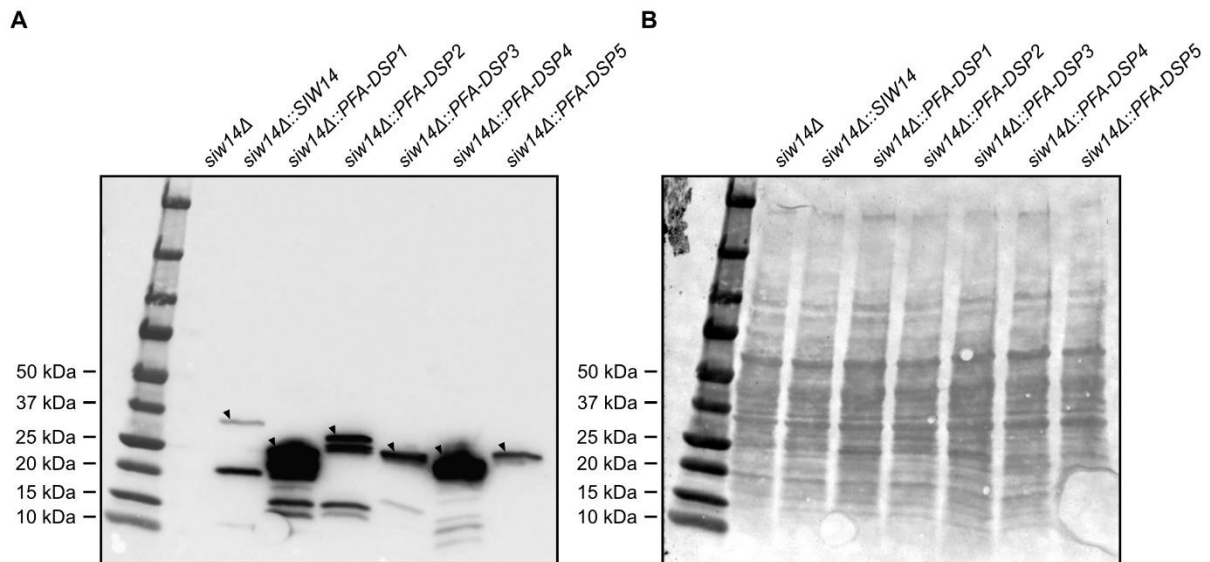 A
siw14Δ
siw14Δ::SIW14
siw14Δ::PFA-DSP1
siw14Δ::PFA-DSP2
siw14Δ::PFA-DSP3
siw14Δ::PFA-DSP4
siw14Δ::PFA-DSP5
50 kDa
37 kDa
25 kDa
20 kDa
15 kDa
10 kDa
B
siw14Δ
siw14Δ::SIW14
siw14Δ::PFA-DSP1
siw14Δ::PFA-DSP2
siw14Δ::PFA-DSP3
siw14Δ::PFA-DSP4
siw14Δ::PFA-DSP5
50 kDa
37 kDa
25 kDa
20 kDa
15 kDa
10 kDa